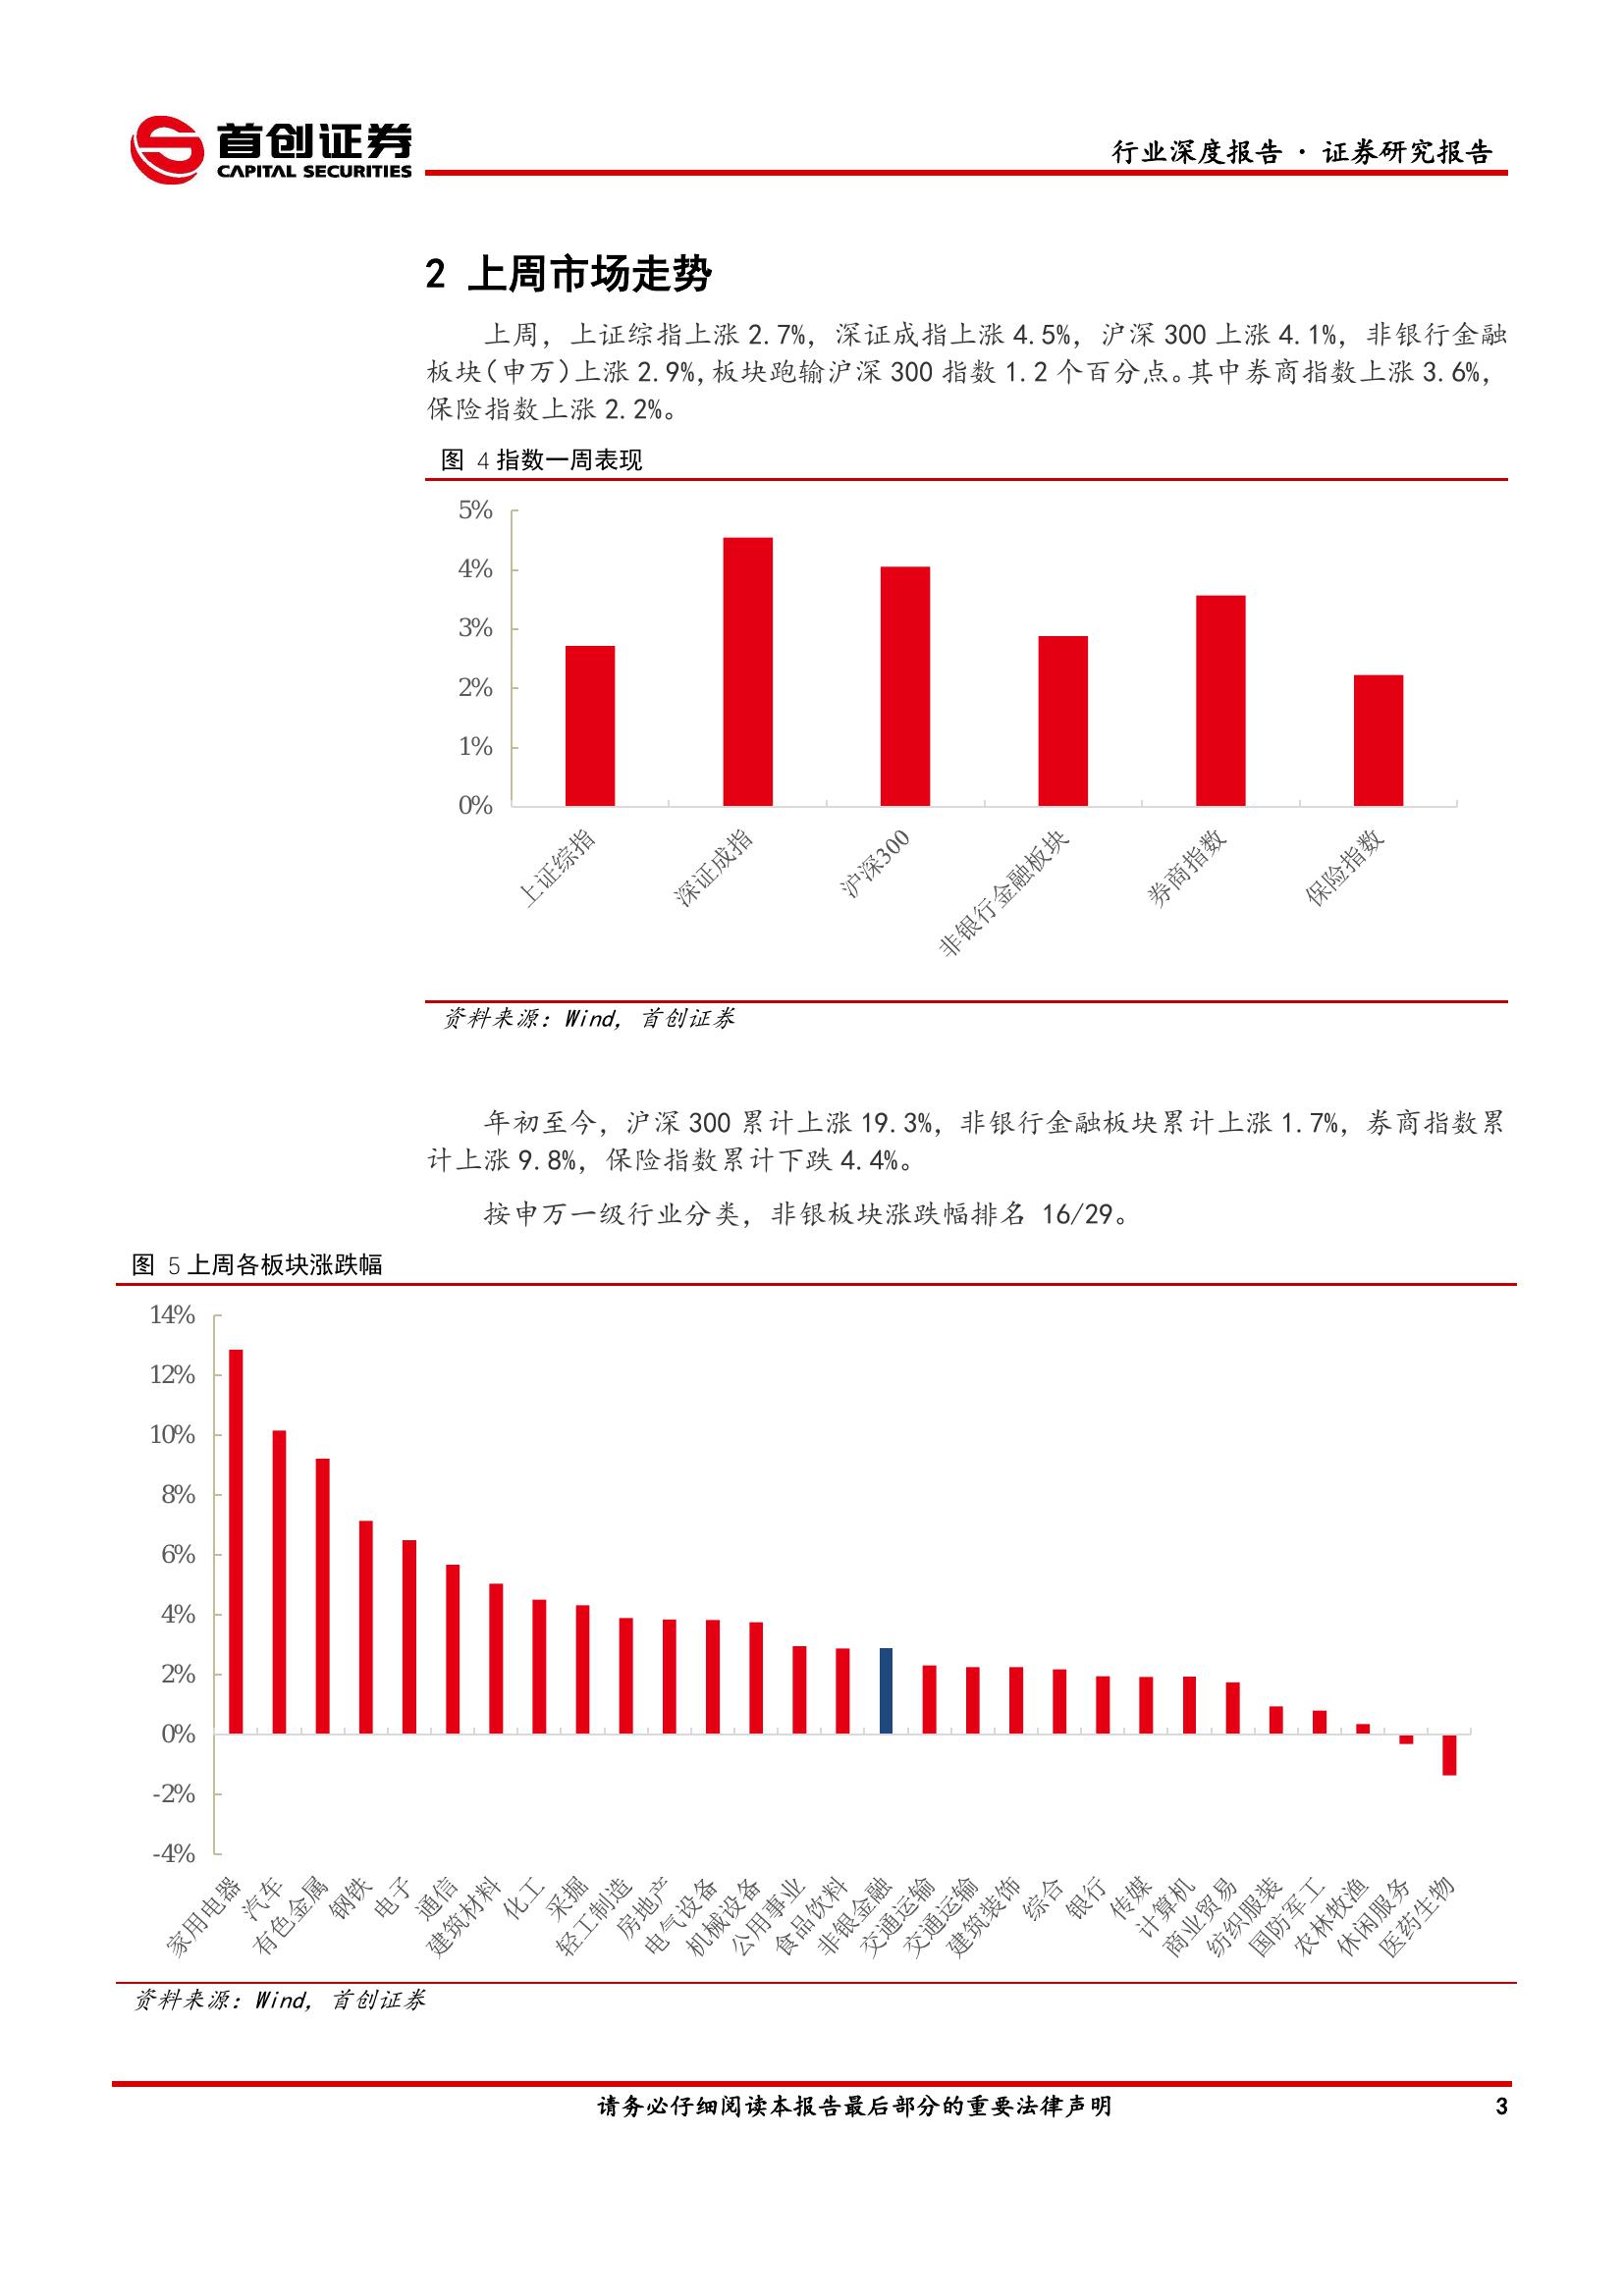 首创证券
CAPITAL SECURITIES
行业深度报告 · 证券研究报告
2 上周市场走势
上周，上证综指上涨 2.7%，深证成指上涨 4.5%，沪深 300 上涨 4.1%，非银行金融
板块（申万）上涨 2.9%，板块跑输沪深 300 指数 1.2 个百分点。其中券商指数上涨 3.6%，
保险指数上涨 2.2%。
图 4 指数一周表现
5%
4%
3%
2%
1%
0%
上证综指
深证成指
沪深300
非银行金融板块
券商指数
保险指数
资料来源：Wind，首创证券
年初至今，沪深 300 累计上涨 19.3%，非银行金融板块累计上涨 1.7%，券商指数累
计上涨 9.8%，保险指数累计下跌 4.4%。
按申万一级行业分类，非银板块涨跌幅排名 16/29。
图 5 上周各板块涨跌幅
14%
12%
10%
8%
6%
4%
2%
0%
-2%
-4%
家用电器
汽车
有色金属
钢铁
电子
通信
建筑材料
化工
采掘
轻工制造
房地产
电气设备
机械设备
公用事业
食品饮料
非银金融
交通运输
交通运输
建筑装饰
综合
银行
传媒
计算机
商业贸易
纺织服装
国防军工
农林牧渔
休闲服务
医药生物
资料来源：Wind，首创证券
请务必仔细阅读本报告最后部分的重要法律声明
3